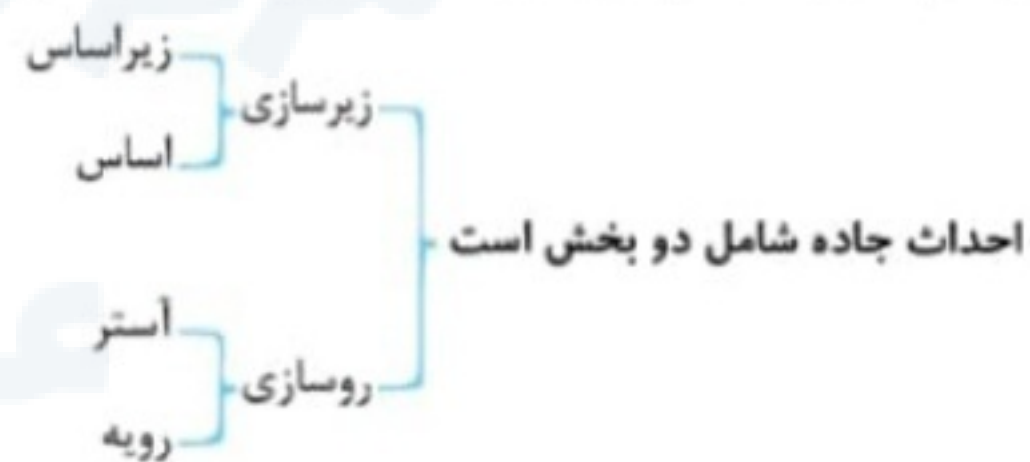 احداث جاده شامل دو بخش است
زیرسازی
زیراساس
اساس
روسازی
آستر
رویه